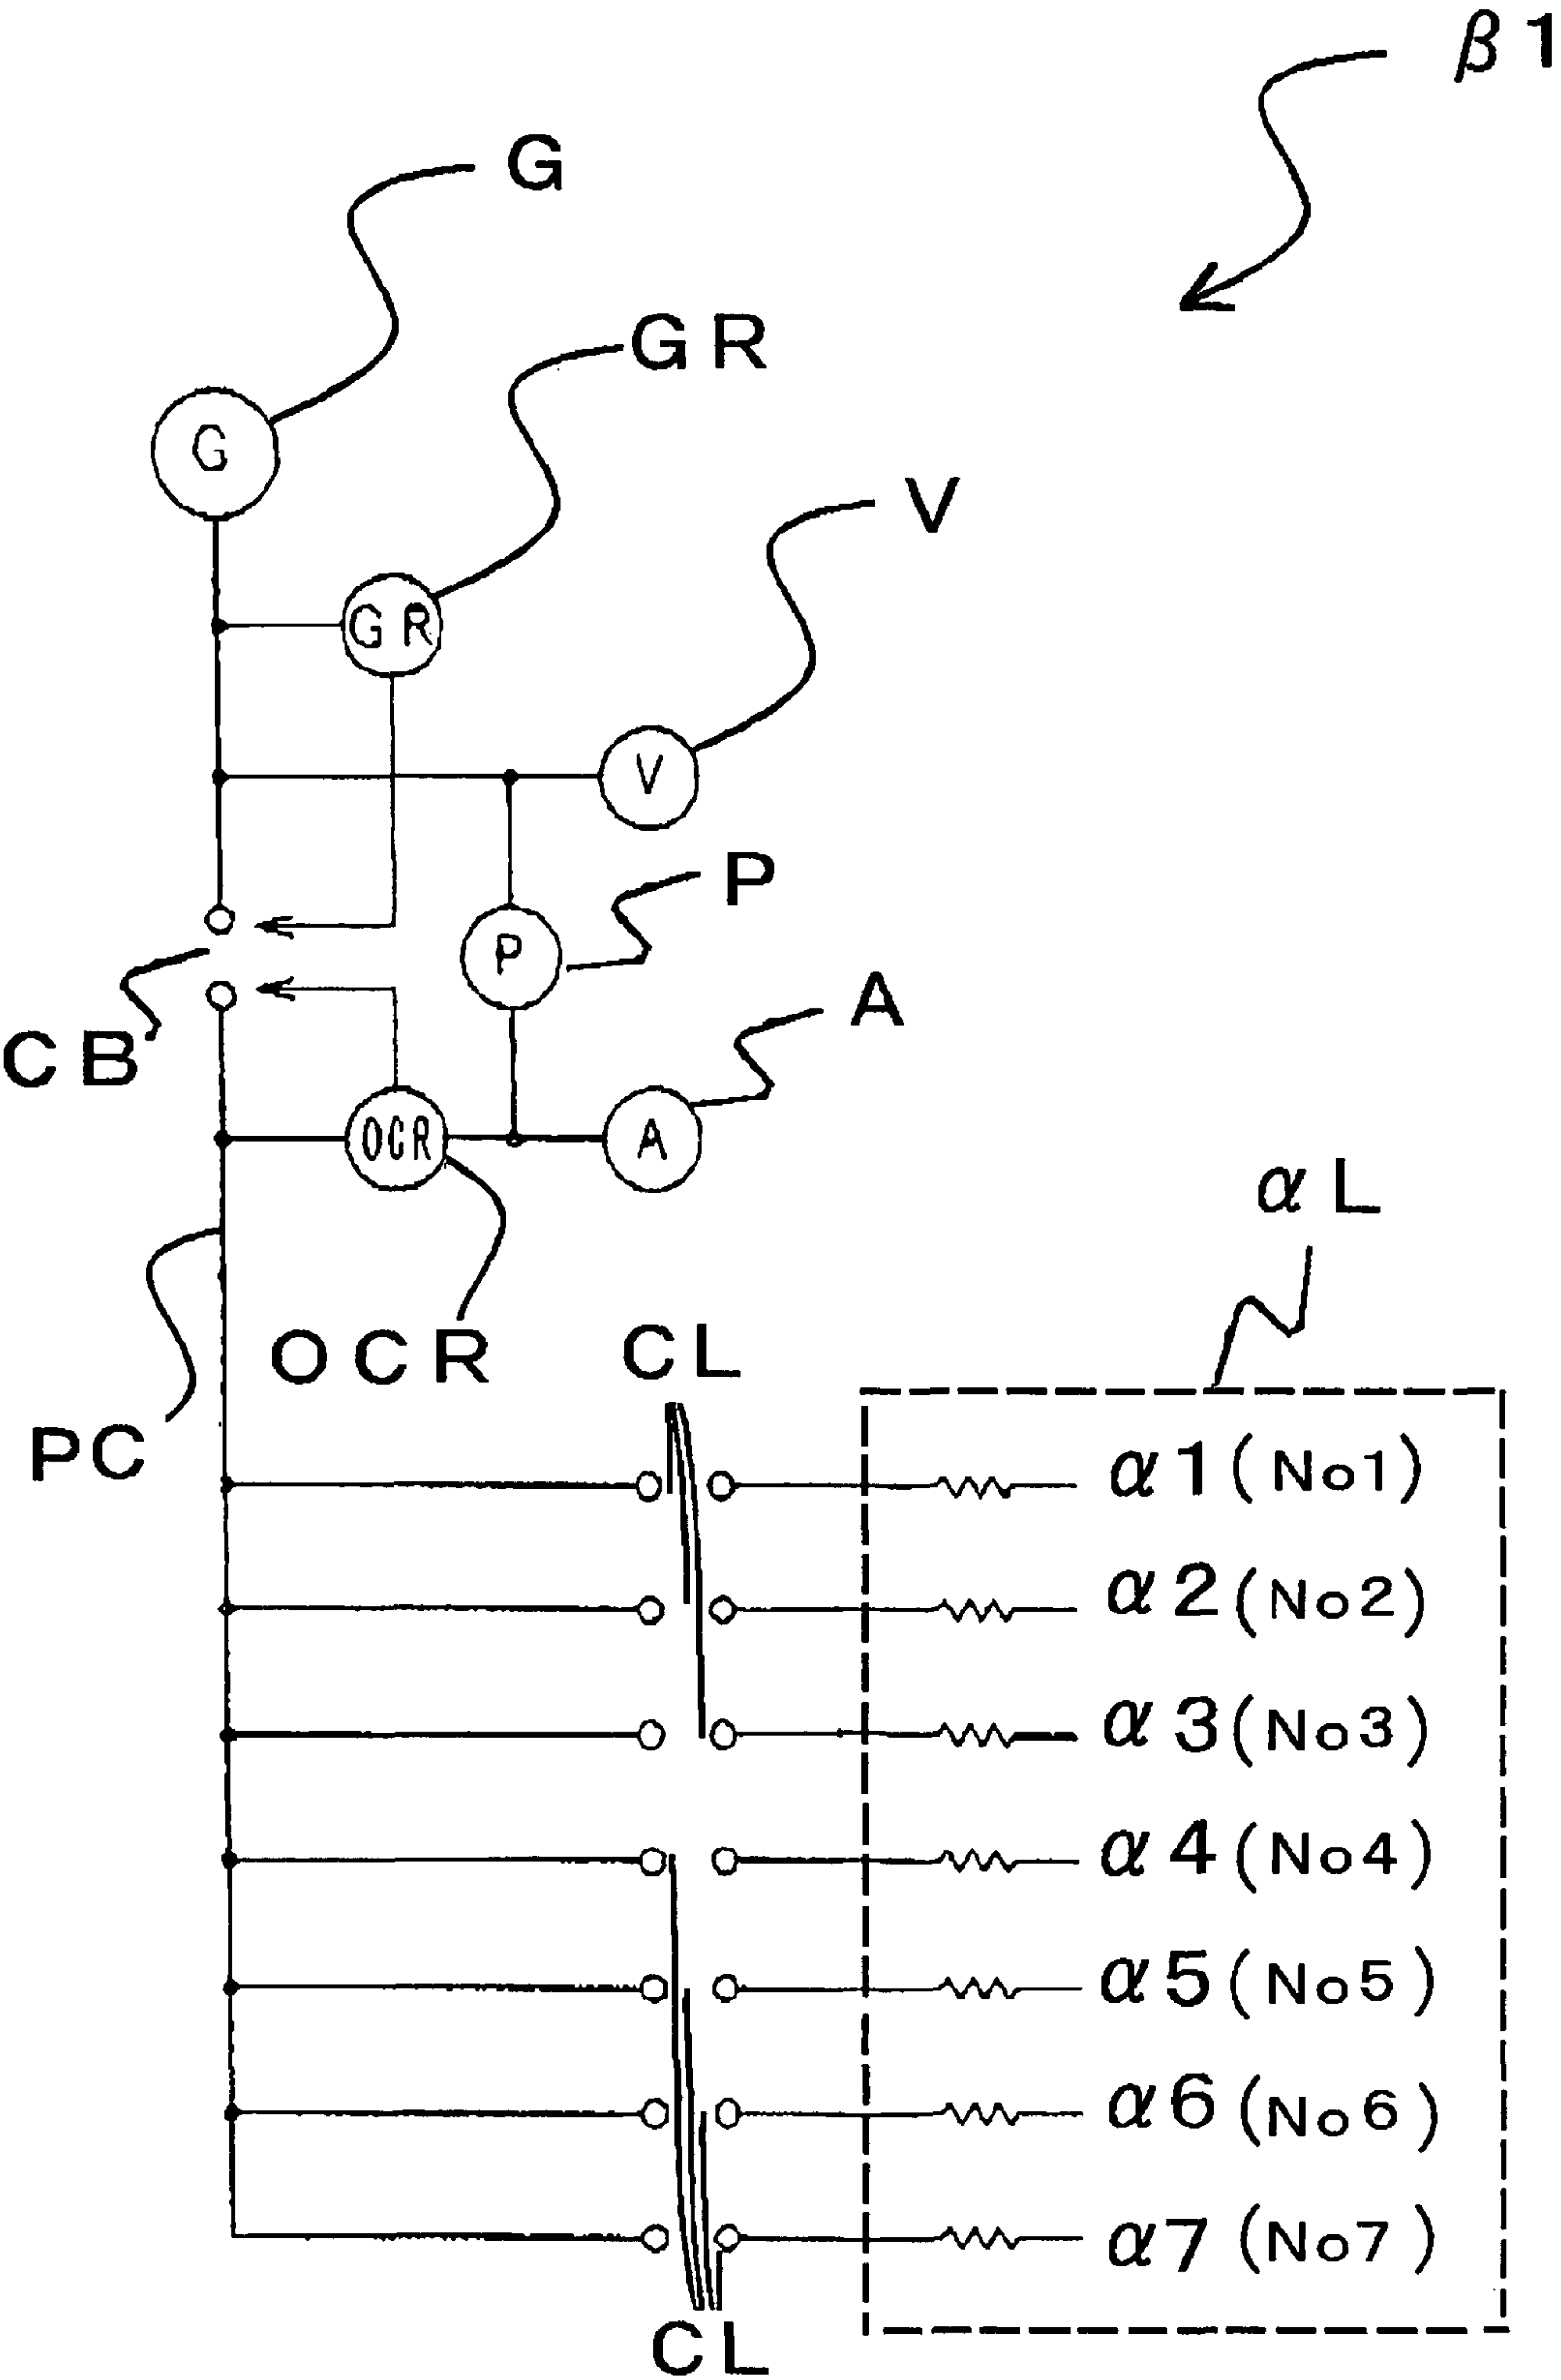 β1
G
GR
G
GR
V
V
P
P
CB
A
OCR
A
αL
OCR
CL
PC
α1(No1)
α2(No2)
α3(No3)
α4(No4)
α5(No5)
α6(No6)
α7(No7)
CL